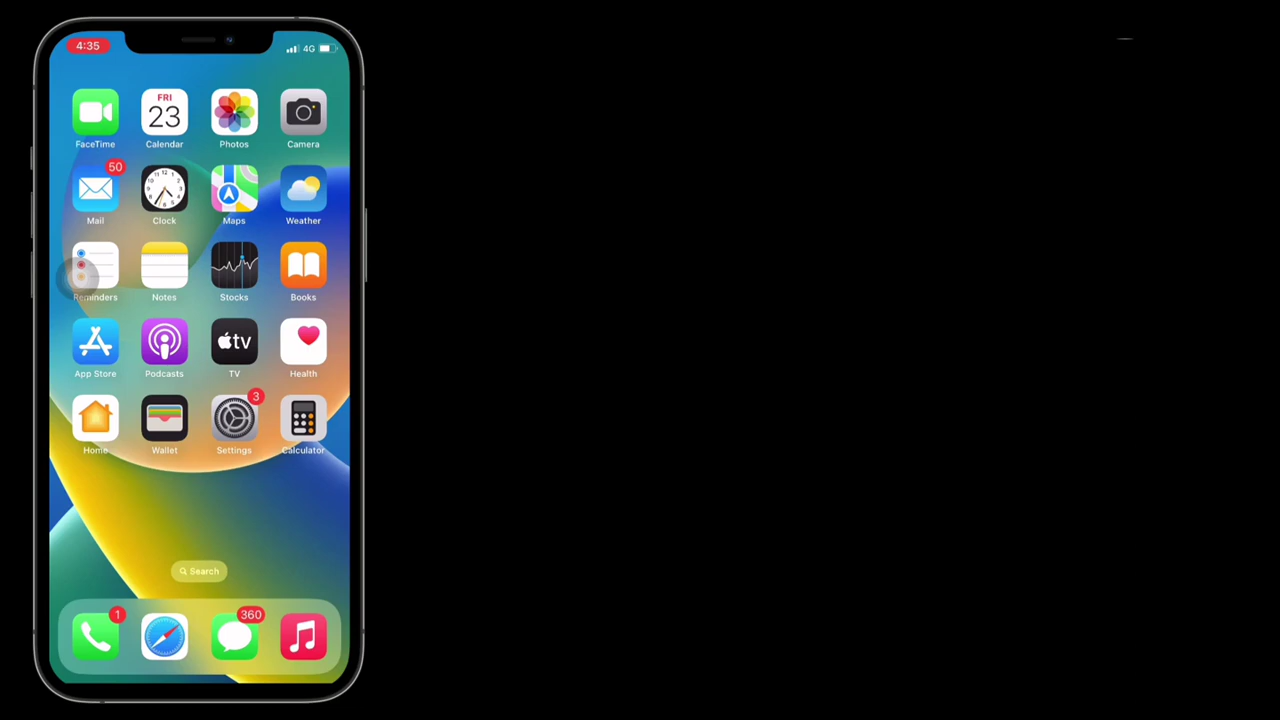 4:35
4G
FRI
23
FaceTime
Calendar
Photos
Camera
50
12
Mail
Clock
Maps
Weather
Reminders
Notes
Stocks
Books
tv
App Store
Podcasts
TV
Health
3
Home
Wallet
Settings
Calculator
Search
1
360